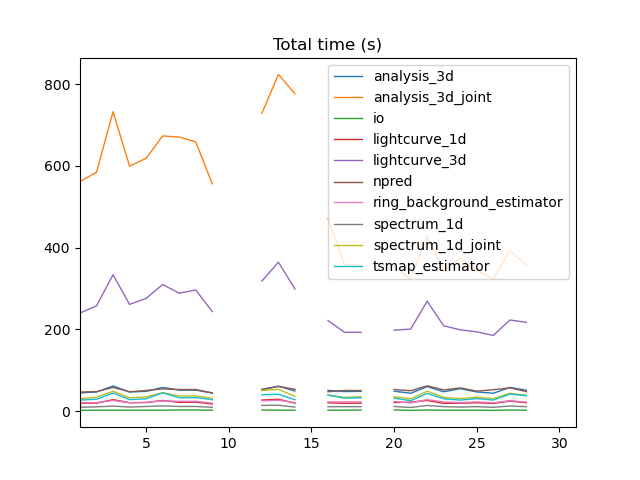 Total time (s)
800
600
400
200
0
analysis_3d
analysis_3d_joint
io
lightcurve_1d
lightcurve_3d
npred
ring_background_estimator
spectrum_1d
spectrum_1d_joint
tsmap_estimator
5 10 15 20 25 30